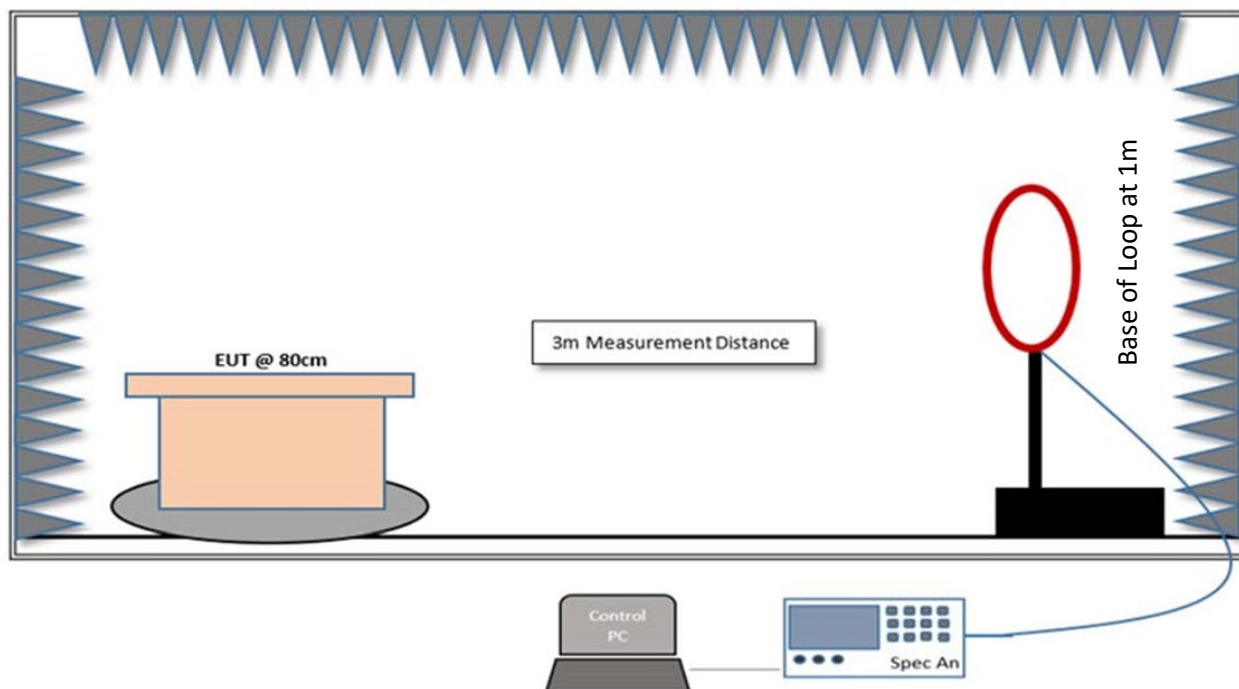 Base of Loop at 1m
3m Measurement Distance
EUT @ 80cm
Control
PC
Spec An